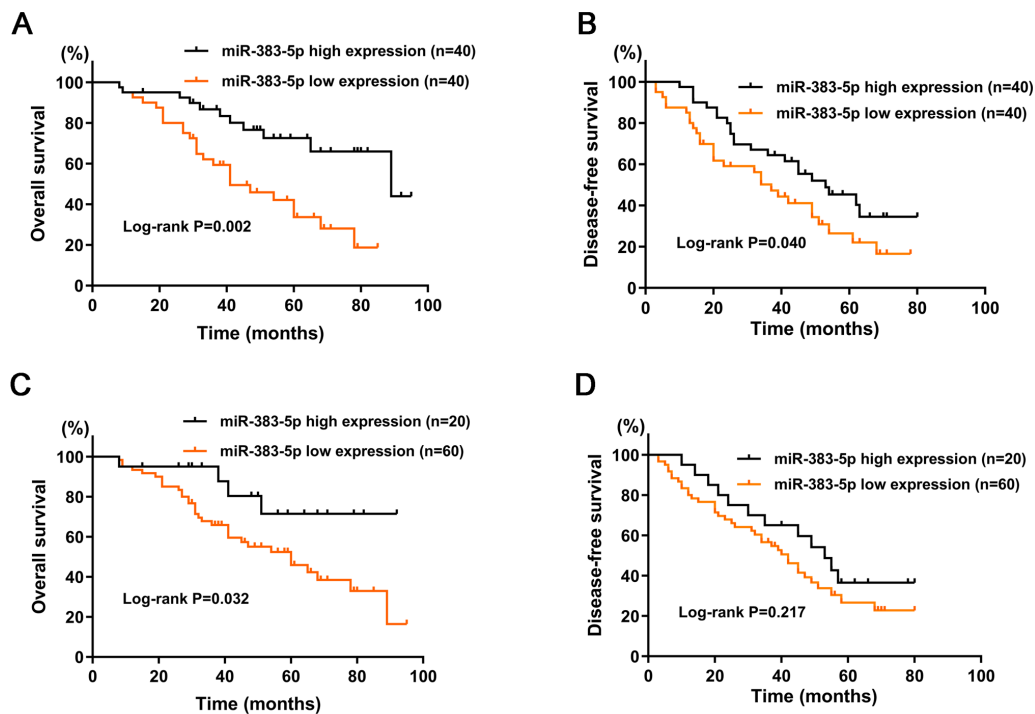 A
(%)
miR-383-5p high expression (n=40)
miR-383-5p low expression (n=40)
100
80
60
40
20
0
Overall survival
Log-rank P=0.002
0 20 40 60 80 100
Time (months)
B
(%)
miR-383-5p high expression (n=40)
miR-383-5p low expression (n=40)
100
80
60
40
20
0
Disease-free survival
Log-rank P=0.040
0 20 40 60 80 100
Time (months)
C
(%)
miR-383-5p high expression (n=20)
miR-383-5p low expression (n=60)
100
80
60
40
20
0
Overall survival
Log-rank P=0.032
0 20 40 60 80 100
Time (months)
D
(%)
miR-383-5p high expression (n=20)
miR-383-5p low expression (n=60)
100
80
60
40
20
0
Disease-free survival
Log-rank P=0.217
0 20 40 60 80 100
Time (months)